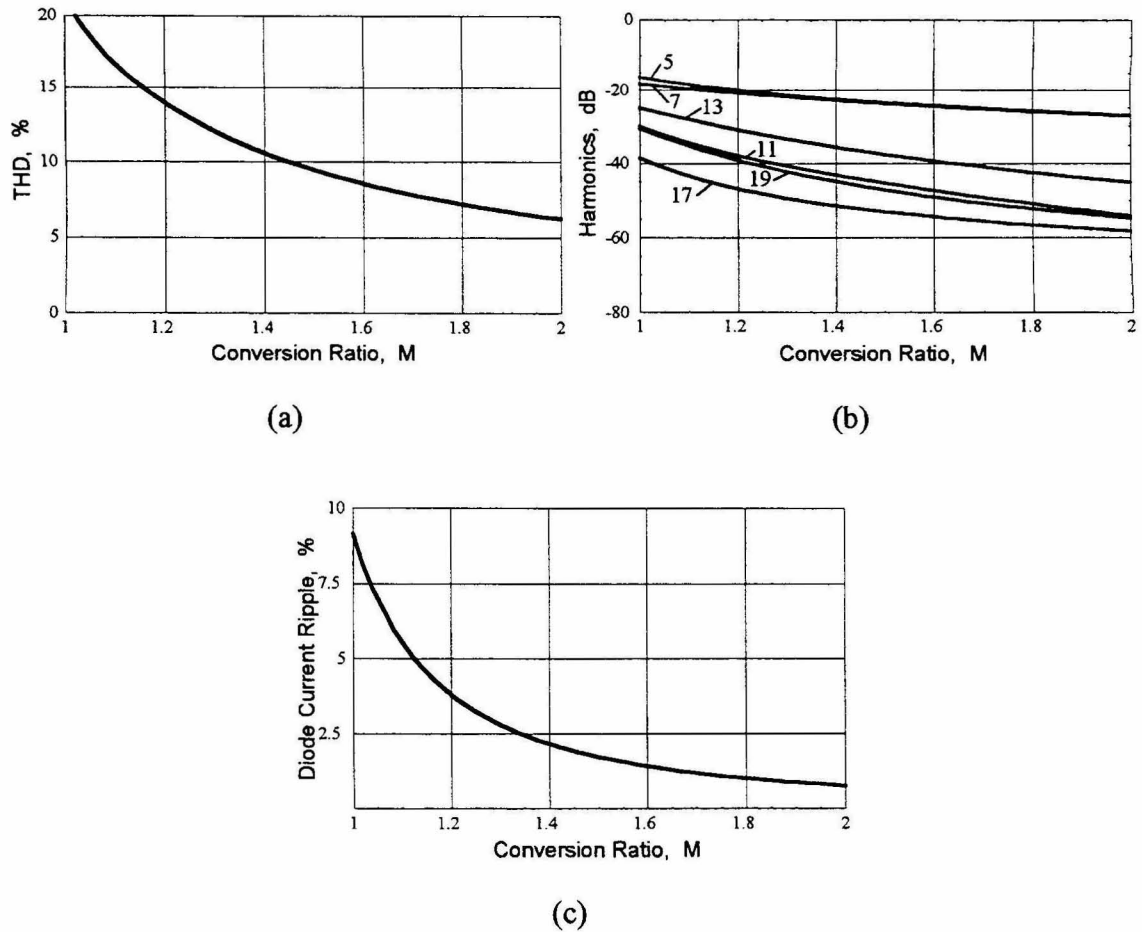 20
15
10
5
0
THD, %
1 1.2 1.4 1.6 1.8 2
Conversion Ratio, M
(a)
0
-20
-40
-60
-80
Harmonics, dB
5
7
13
11
19
17
1 1.2 1.4 1.6 1.8 2
Conversion Ratio, M
(b)
10
7.5
5
2.5
Diode Current Ripple, %
1 1.2 1.4 1.6 1.8 2
Conversion Ratio, M
(c)